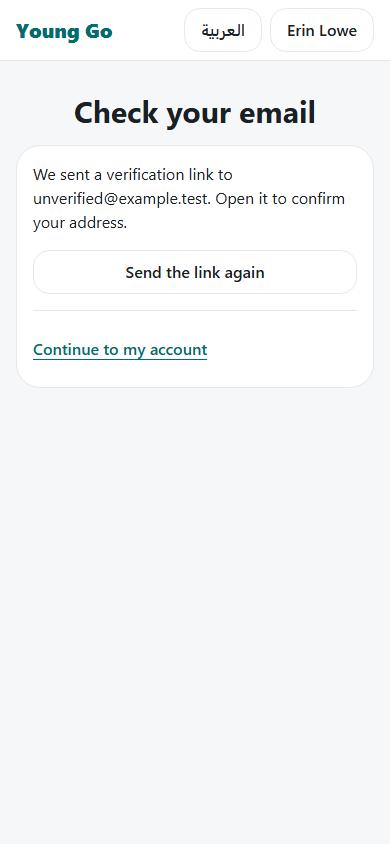 Young Go
العربية
Erin Lowe
Check your email
We sent a verification link to
unverified@example.test. Open it to confirm
your address.
Send the link again
Continue to my account